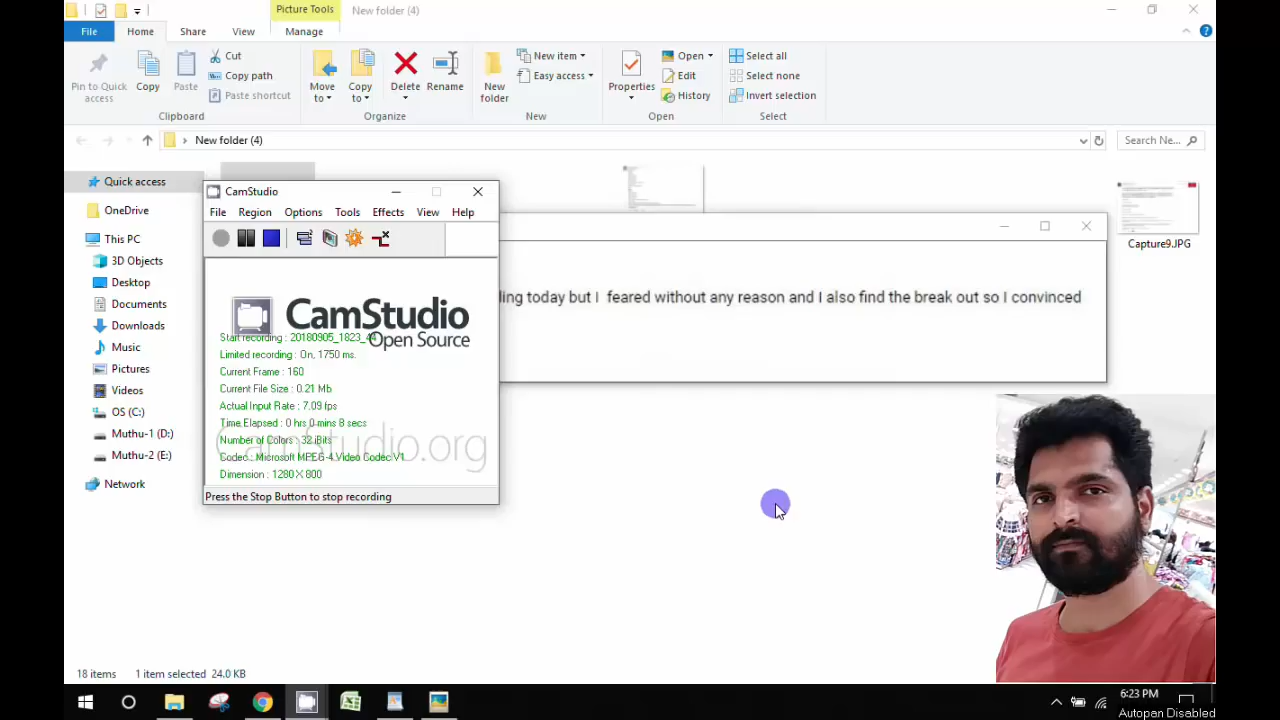 Picture Tools
New folder (4)
File
Home
Share
View
Manage
Pin to Quick access
Copy
Paste
Cut
Copy path
Paste shortcut
Clipboard
Move to
Copy to
Delete
Rename
Organize
New folder
New item
Easy access
New
Properties
Open
Edit
History
Open
Select all
Select none
Invert selection
Select
New folder (4)
Search Ne...
Quick access
OneDrive
This PC
3D Objects
Desktop
Documents
Downloads
Music
Pictures
Videos
OS (C:)
Muthu-1 (D:)
Muthu-2 (E:)
Network
CamStudio
File Region Options Tools Effects View Help
CamStudio
Open Source
Start recording : 20180905_1823_44
Limited recording : On, 1750 ms.
Current Frame : 160
Current File Size : 0.21 Mb
Actual Input Rate : 7.09 fps
Time Elapsed : 0 hrs 0 mins 8 secs
Number of Colors : 32 Bits
Codec : Microsoft MPEG-4 Video Codec V1
Dimension : 1280 X 800
CamStudio.org
Press the Stop Button to stop recording
ling today but I feared without any reason and I also find the break out so I convinced
Capture9.JPG
18 items 1 item selected 24.0 KB
6:23 PM
Autopan Disabled